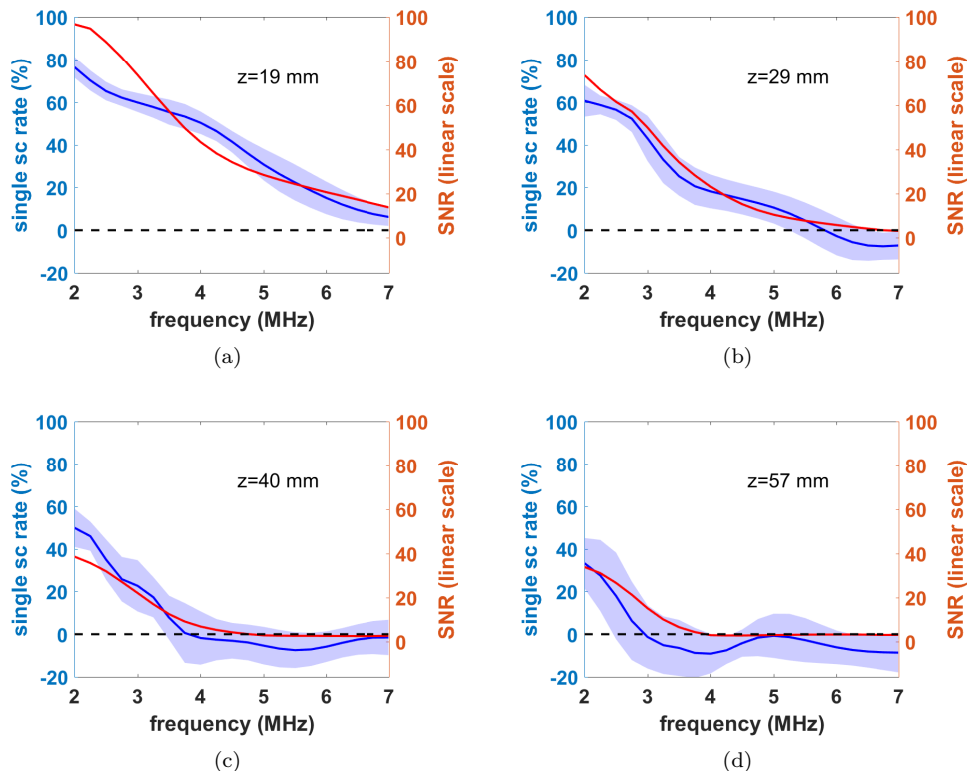 100
80
60
40
20
0
-20
single sc rate (%)
z=19 mm
100
80
60
40
20
0
SNR (linear scale)
2 3 4 5 6 7
frequency (MHz)
(a)
100
80
60
40
20
0
-20
single sc rate (%)
z=29 mm
100
80
60
40
20
0
SNR (linear scale)
2 3 4 5 6 7
frequency (MHz)
(b)
100
80
60
40
20
0
-20
single sc rate (%)
z=40 mm
100
80
60
40
20
0
SNR (linear scale)
2 3 4 5 6 7
frequency (MHz)
(c)
100
80
60
40
20
0
-20
single sc rate (%)
z=57 mm
100
80
60
40
20
0
SNR (linear scale)
2 3 4 5 6 7
frequency (MHz)
(d)